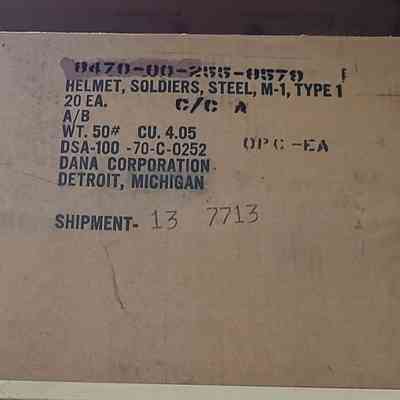 8470-00-255-8579
HELMET, SOLDIERS, STEEL, M-1, TYPE 1
20 EA. C/C A
A/B
WT. 50# CU. 4.05
DSA-100 -70-C-0252 OPC-EA
DANA CORPORATION
DETROIT, MICHIGAN
SHIPMENT- 13 7713